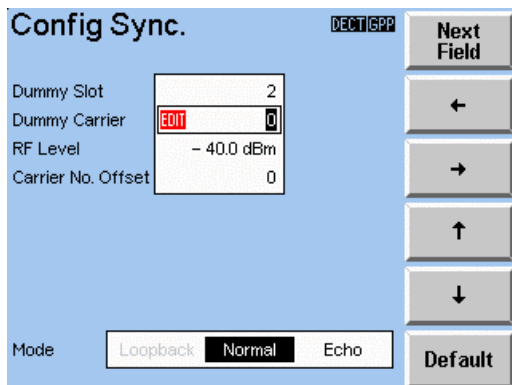 Config Sync.
DECT GPP
Dummy Slot 2
Dummy Carrier EDIT 0
RF Level – 40.0 dBm
Carrier No. Offset 0
Mode Loopback Normal Echo
Next
Field
←
→
↑
↓
Default